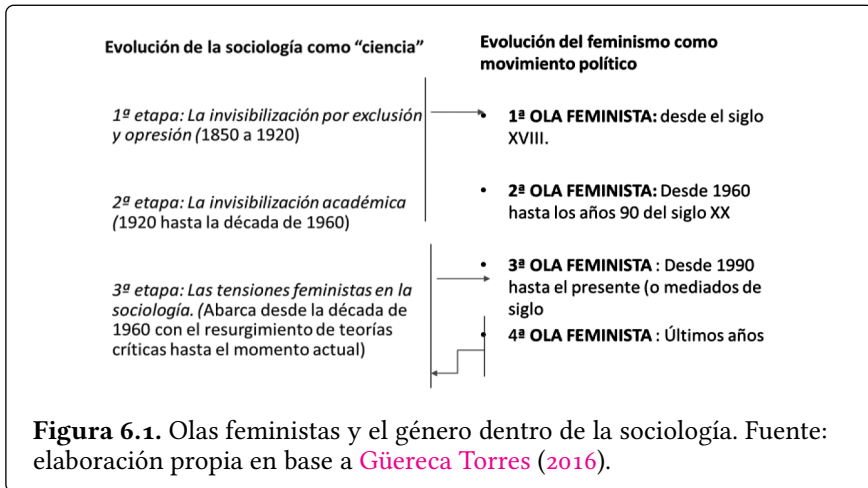 Evolución de la sociología como “ciencia”
1ª etapa: La invisibilización por exclusión
y opresión (1850 a 1920)
2ª etapa: La invisibilización académica
(1920 hasta la década de 1960)
3ª etapa: Las tensiones feministas en la
sociología. (Abarca desde la década de
1960 con el resurgimiento de teorías
críticas hasta el momento actual)
Evolución del feminismo como
movimiento político
• 1ª OLA FEMINISTA: desde el siglo
XVIII.
• 2ª OLA FEMINISTA: Desde 1960
hasta los años 90 del siglo XX
• 3ª OLA FEMINISTA : Desde 1990
hasta el presente (o mediados de
siglo
• 4ª OLA FEMINISTA : Últimos años
Figura 6.1. Olas feministas y el género dentro de la sociología. Fuente:
elaboración propia en base a Güereca Torres (2016).